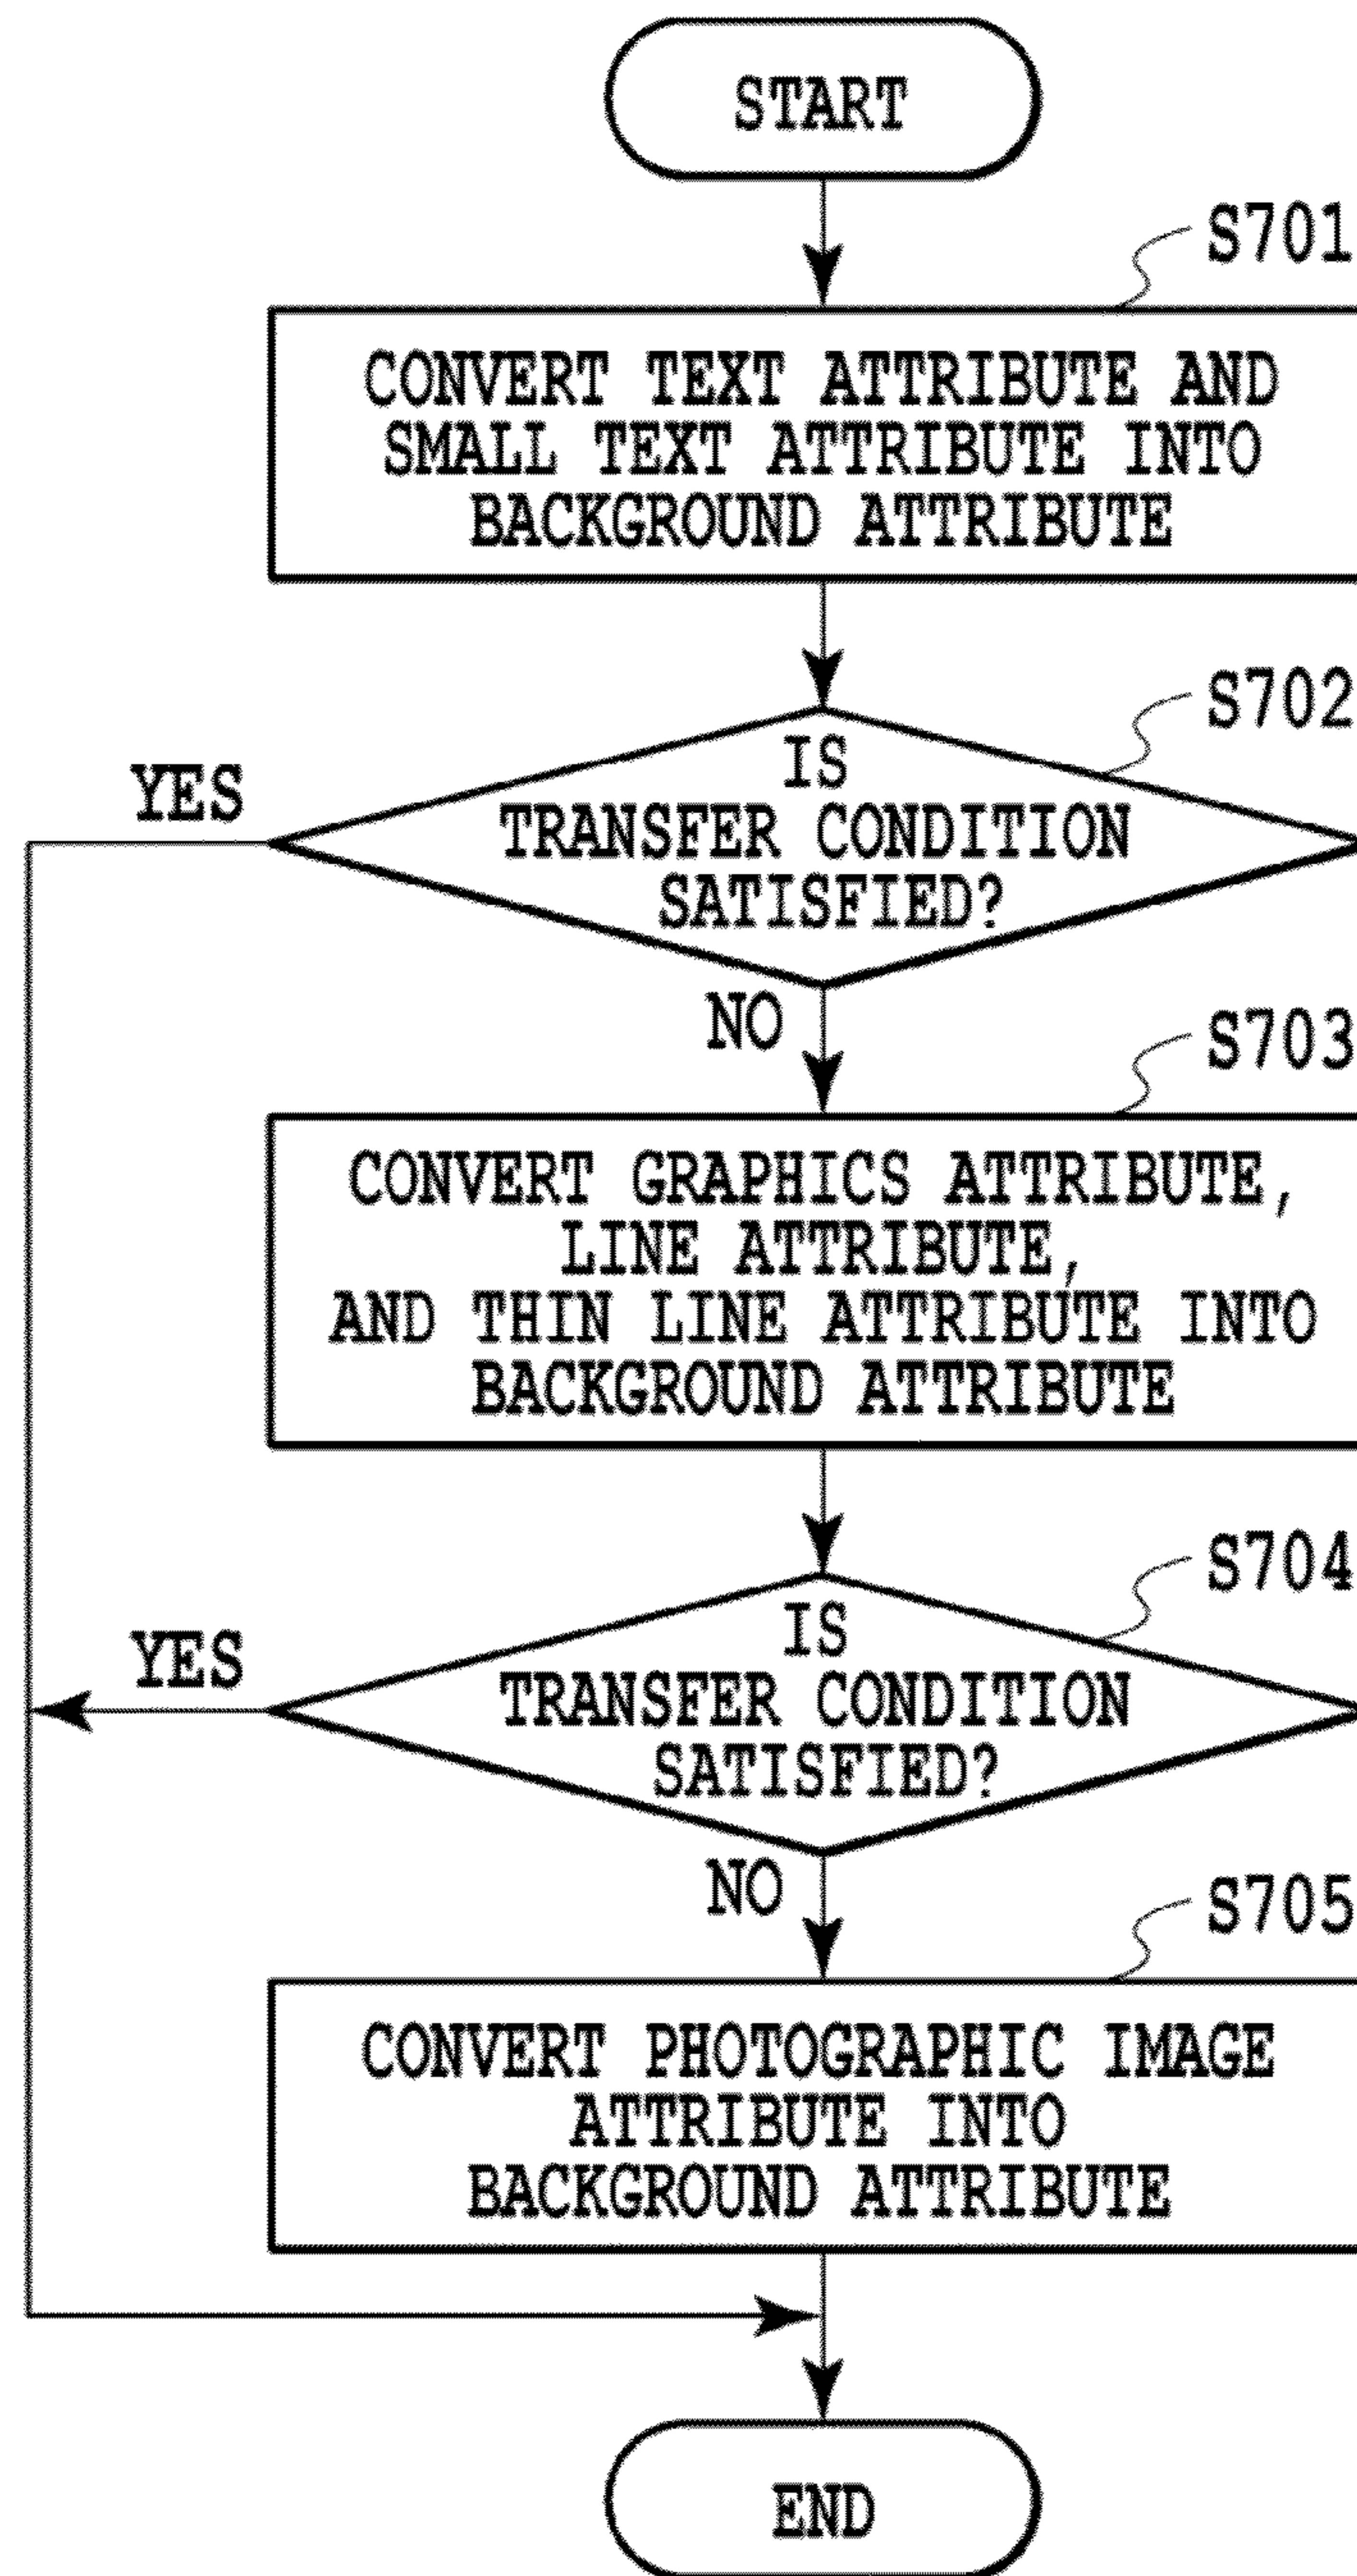 START
S701
CONVERT TEXT ATTRIBUTE AND
SMALL TEXT ATTRIBUTE INTO
BACKGROUND ATTRIBUTE
S702
YES
IS
TRANSFER CONDITION
SATISFIED?
NO
S703
CONVERT GRAPHICS ATTRIBUTE,
LINE ATTRIBUTE,
AND THIN LINE ATTRIBUTE INTO
BACKGROUND ATTRIBUTE
S704
YES
IS
TRANSFER CONDITION
SATISFIED?
NO
S705
CONVERT PHOTOGRAPHIC IMAGE
ATTRIBUTE INTO
BACKGROUND ATTRIBUTE
END